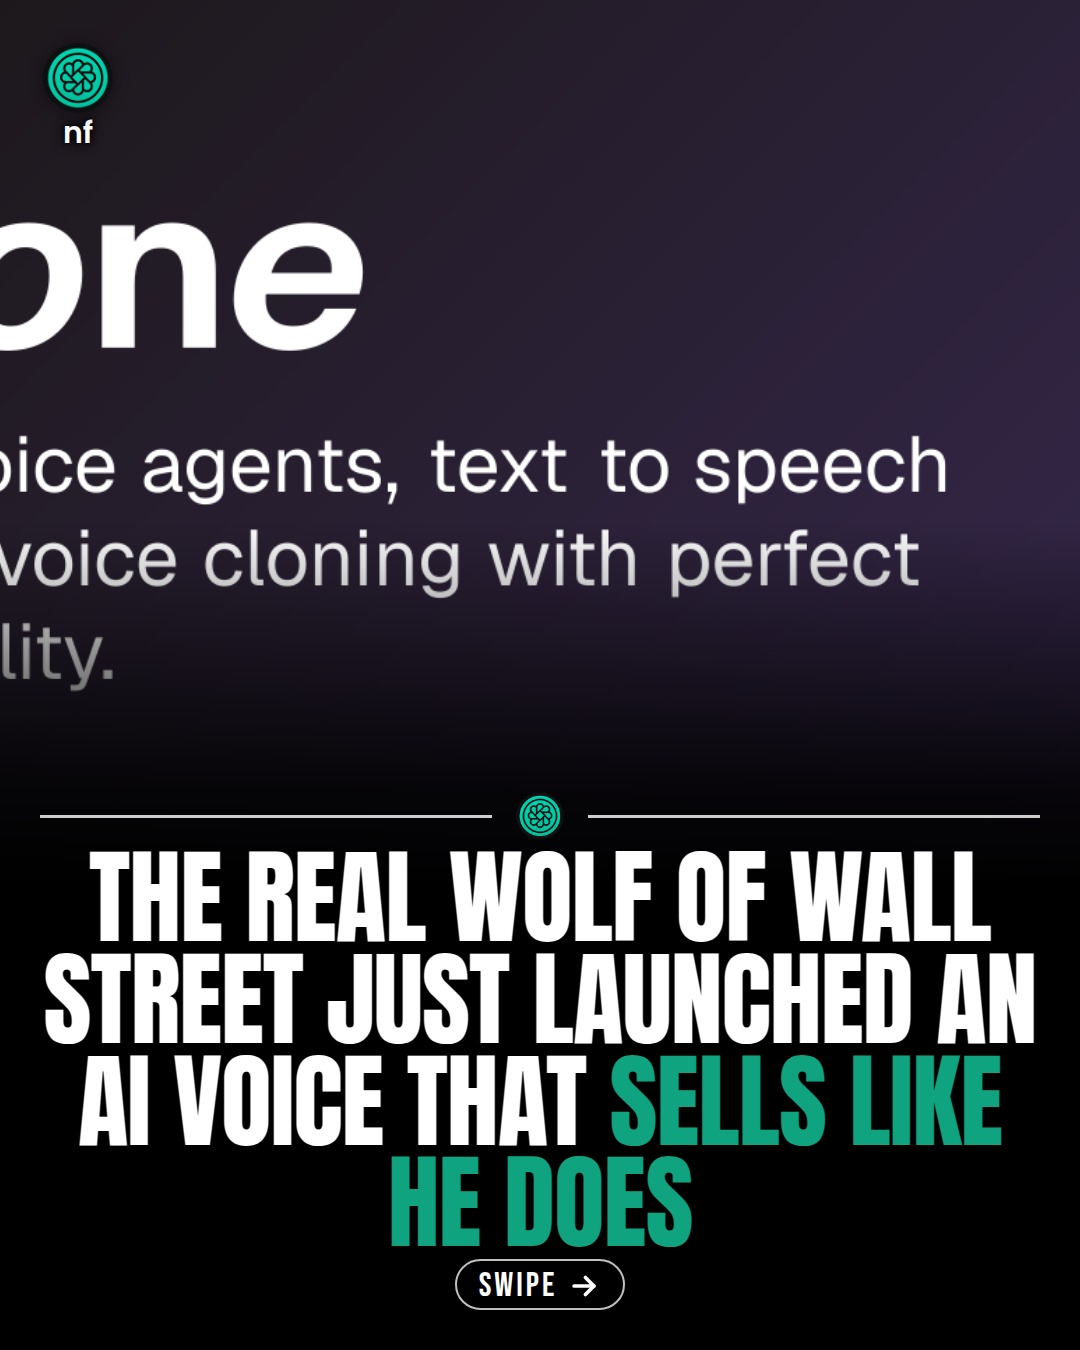 nf
one
oice agents, text to speech
voice cloning with perfect
lity.
THE REAL WOLF OF WALL
STREET JUST LAUNCHED AN
AI VOICE THAT SELLS LIKE
HE DOES
SWIPE →